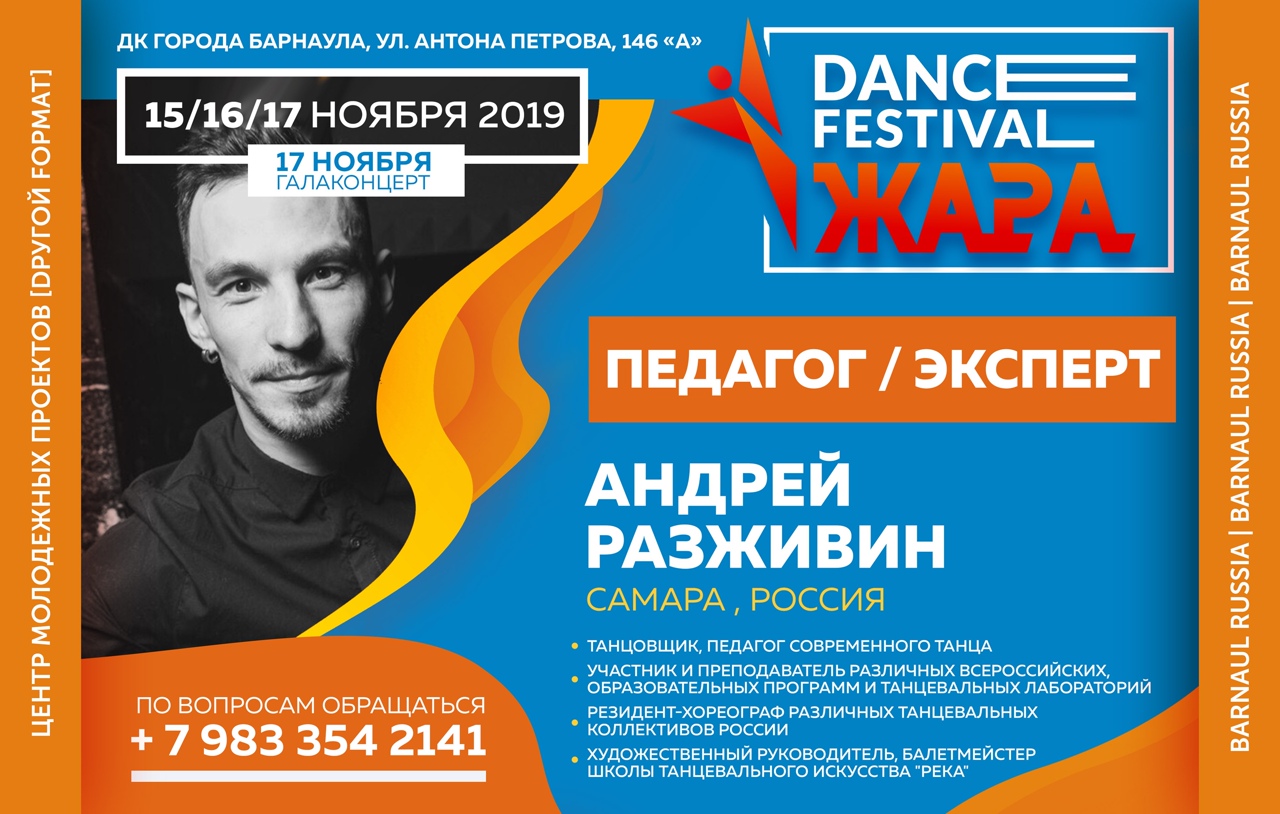 ДК ГОРОДА БАРНАУЛА, УЛ. АНТОНА ПЕТРОВА, 146 «А»
15/16/17 НОЯБРЯ 2019
17 НОЯБРЯ
ГАЛАКОНЦЕРТ
DANCE
FESTIVAL
ЖАРА
ПЕДАГОГ / ЭКСПЕРТ
АНДРЕЙ
РАЗЖИВИН
САМАРА , РОССИЯ
• ТАНЦОВЩИК, ПЕДАГОГ СОВРЕМЕННОГО ТАНЦА
• УЧАСТНИК И ПРЕПОДАВАТЕЛЬ РАЗЛИЧНЫХ ВСЕРОССИЙСКИХ,
ОБРАЗОВАТЕЛЬНЫХ ПРОГРАММ И ТАНЦЕВАЛЬНЫХ ЛАБОРАТОРИЙ
• РЕЗИДЕНТ-ХОРЕОГРАФ РАЗЛИЧНЫХ ТАНЦЕВАЛЬНЫХ
КОЛЛЕКТИВОВ РОССИИ
• ХУДОЖЕСТВЕННЫЙ РУКОВОДИТЕЛЬ, БАЛЕТМЕЙСТЕР
ШКОЛЫ ТАНЦЕВАЛЬНОГО ИСКУССТВА "РЕКА"
ПО ВОПРОСАМ ОБРАЩАТЬСЯ
+ 7 983 354 2141
ЦЕНТР МОЛОДЕЖНЫХ ПРОЕКТОВ [DРУГОЙ FОРМАТ]
BARNAUL RUSSIA | BARNAUL RUSSIA | BARNAUL RUSSIA